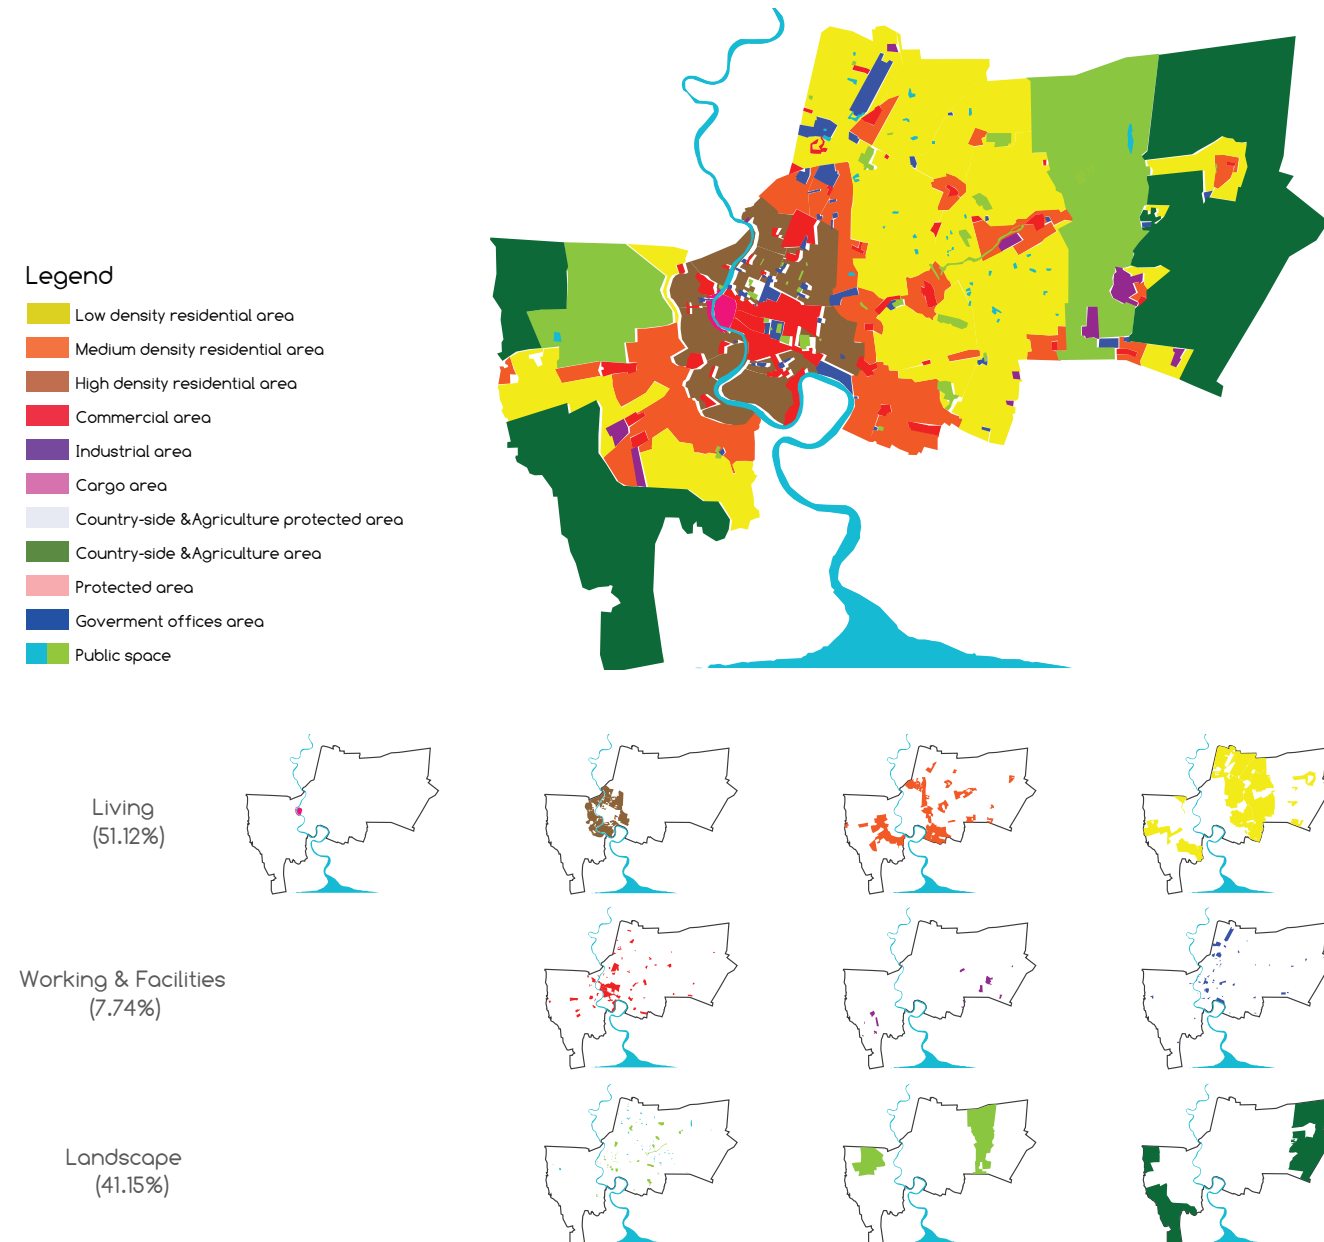 Legend
Low density residential area
Medium density residential area
High density residential area
Commercial area
Industrial area
Cargo area
Country-side &Agriculture protected area
Country-side &Agriculture area
Protected area
Goverment offices area
Public space
Living
(51.12%)
Working & Facilities
(7.74%)
Landscape
(41.15%)